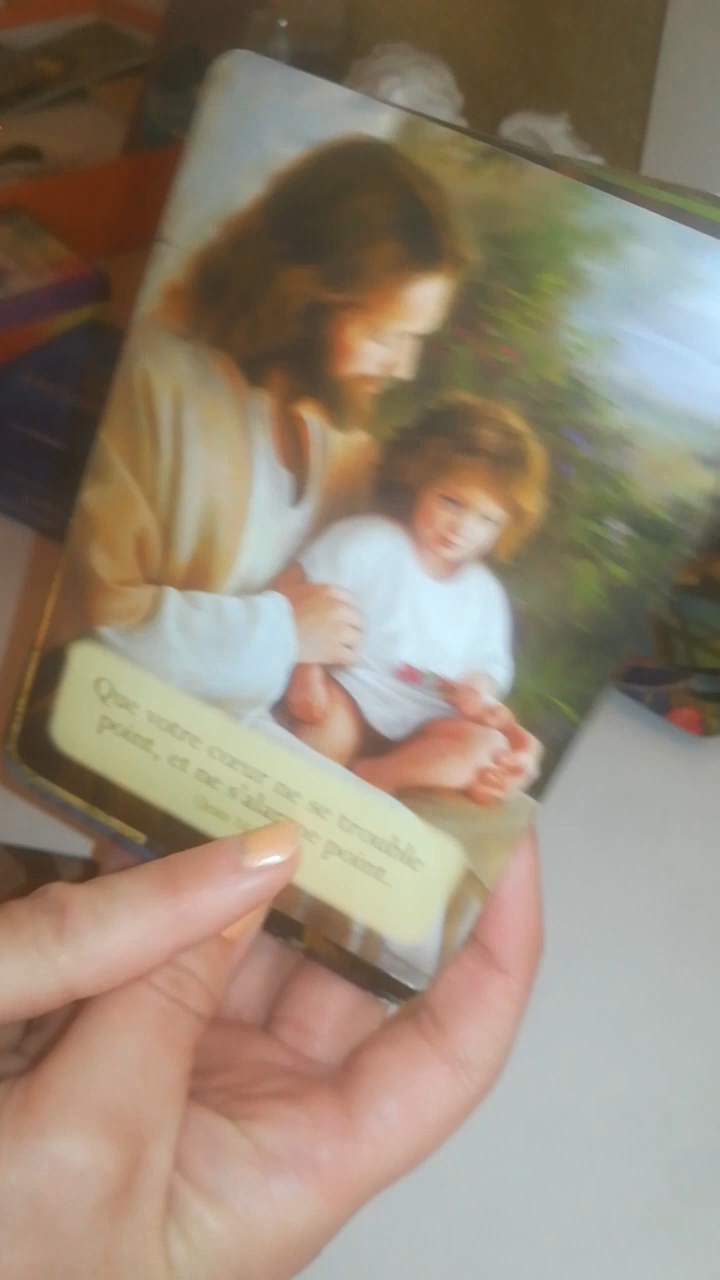 Que votre cœur ne se trouble
point, et ne s'alarme point.